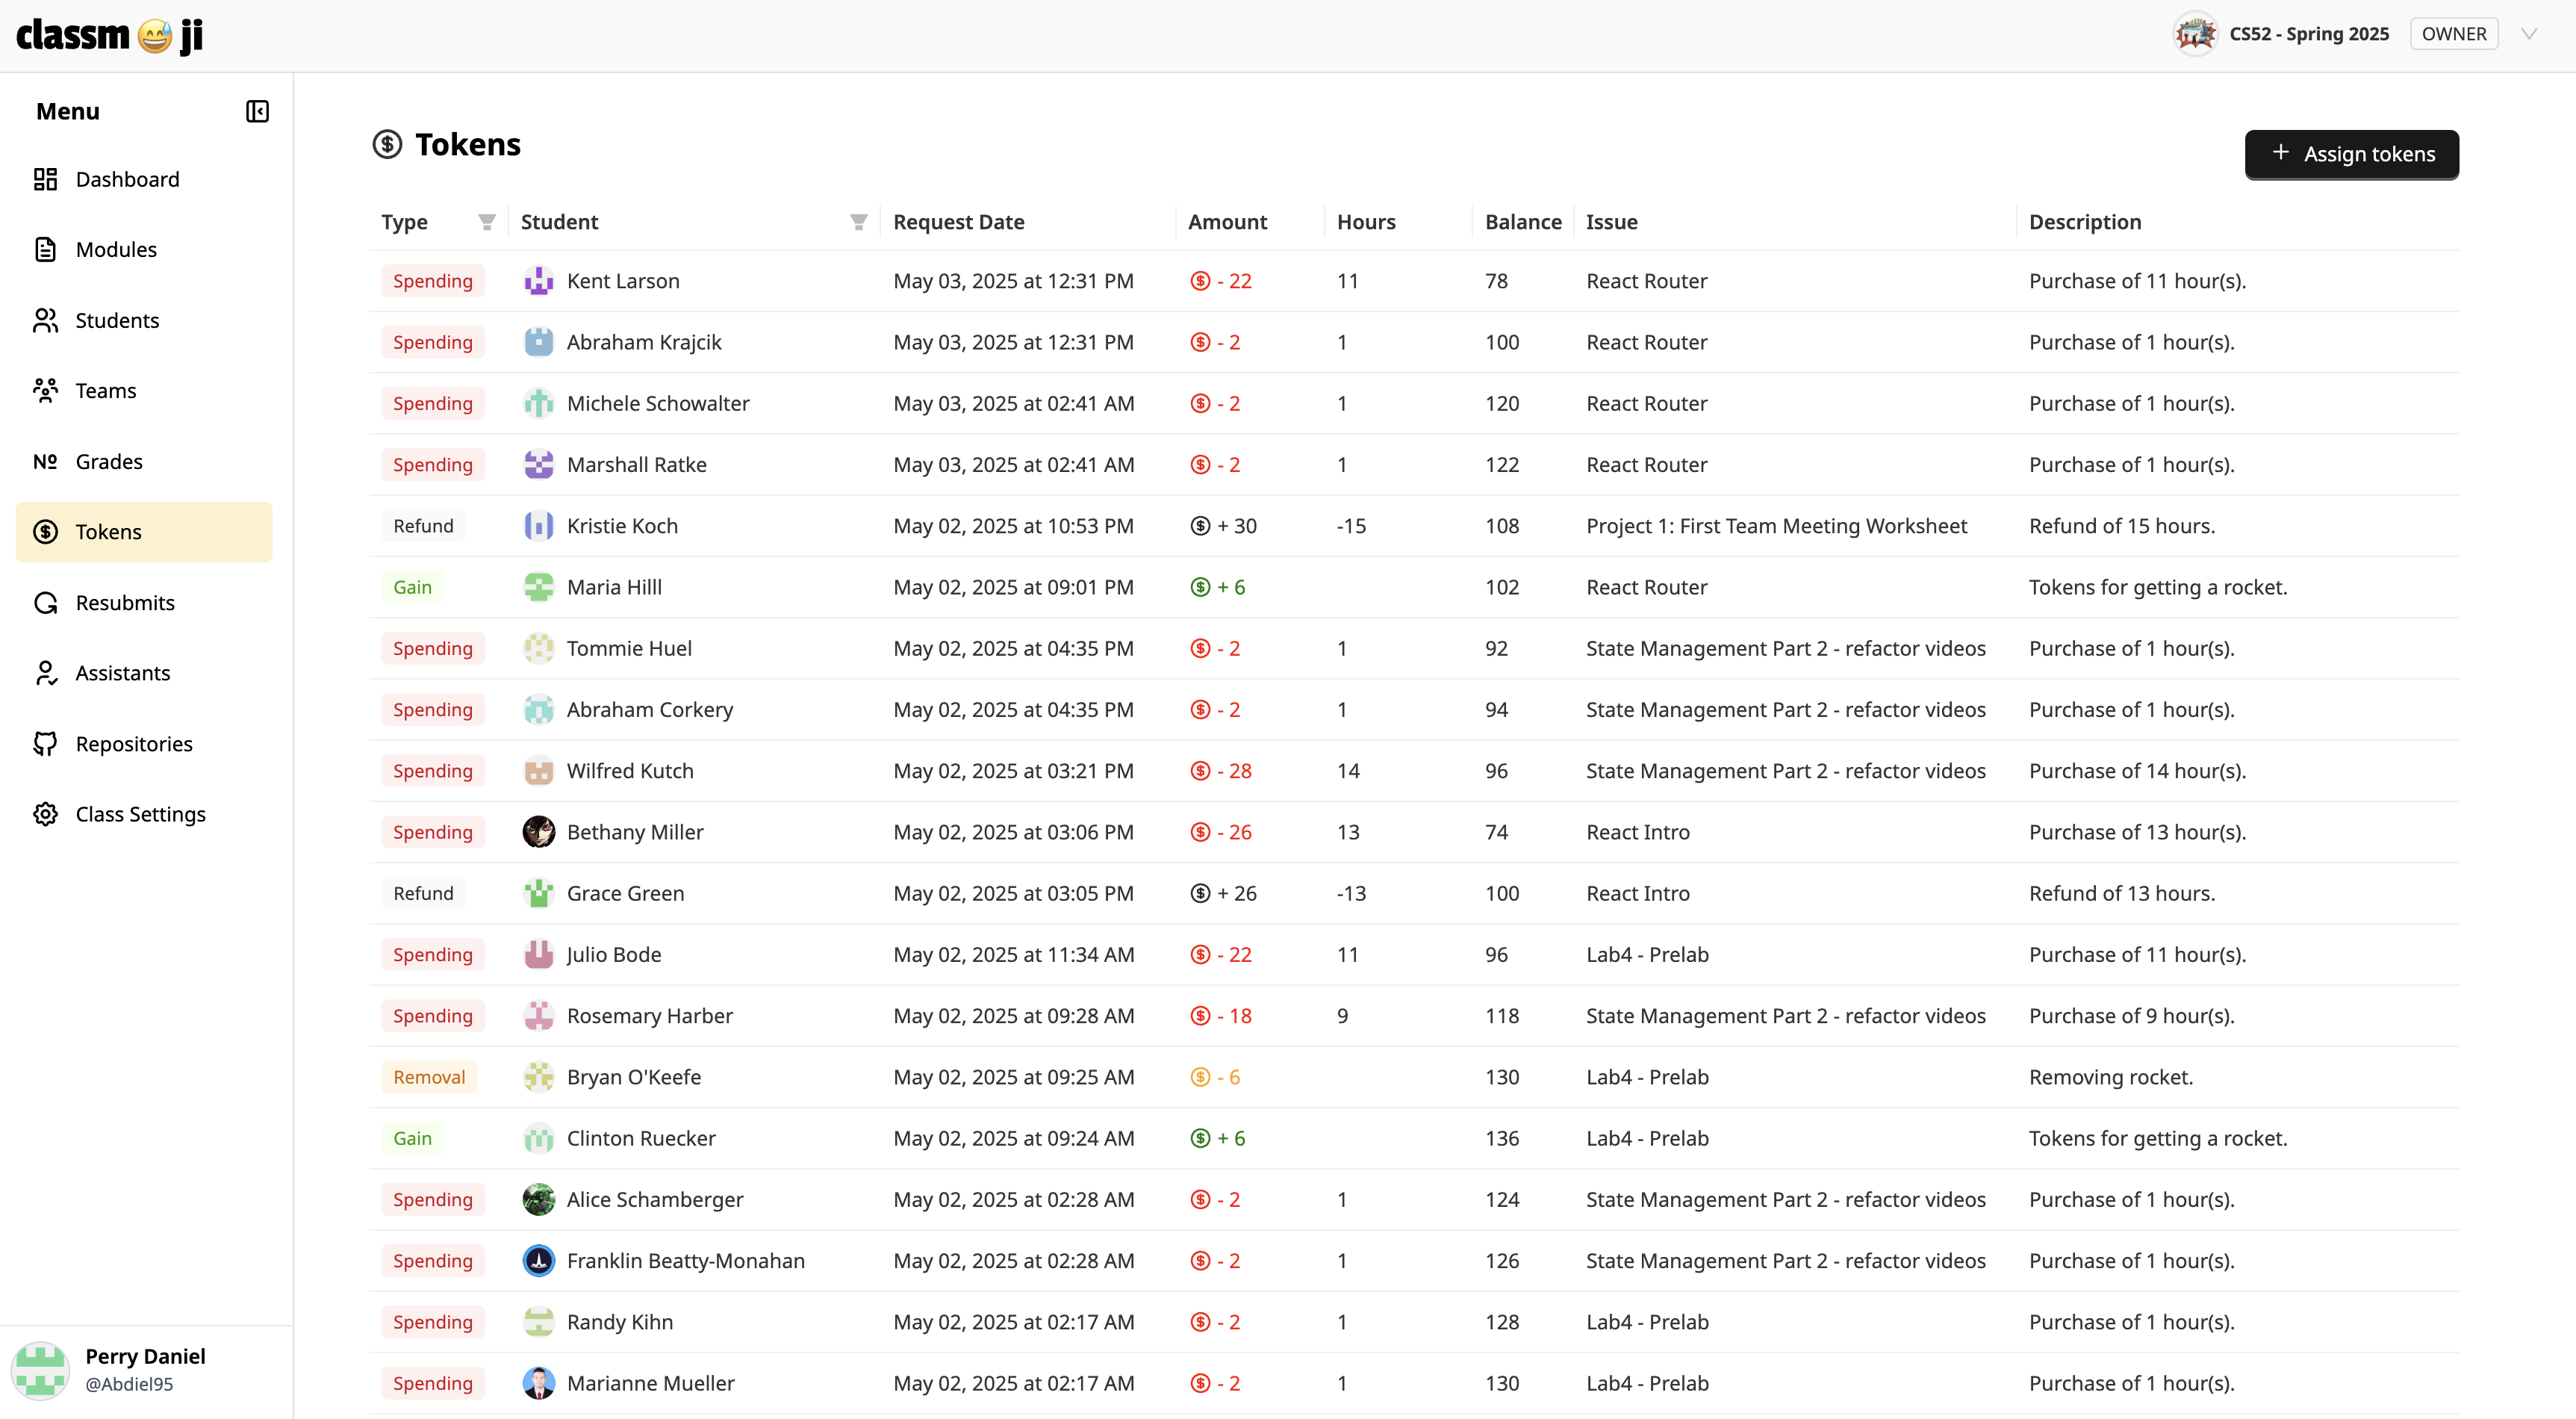 classm😅ji
CS52 - Spring 2025 OWNER
Menu
Dashboard
Modules
Students
Teams
Grades
Tokens
Resubmits
Assistants
Repositories
Class Settings
Perry Daniel
@Abdiel95
Tokens
+ Assign tokens
Type Student Request Date Amount Hours Balance Issue Description
Spending Kent Larson May 03, 2025 at 12:31 PM - 22 11 78 React Router Purchase of 11 hour(s).
Spending Abraham Krajcik May 03, 2025 at 12:31 PM - 2 1 100 React Router Purchase of 1 hour(s).
Spending Michele Schowalter May 03, 2025 at 02:41 AM - 2 1 120 React Router Purchase of 1 hour(s).
Spending Marshall Ratke May 03, 2025 at 02:41 AM - 2 1 122 React Router Purchase of 1 hour(s).
Refund Kristie Koch May 02, 2025 at 10:53 PM + 30 -15 108 Project 1: First Team Meeting Worksheet Refund of 15 hours.
Gain Maria Hilll May 02, 2025 at 09:01 PM + 6 102 React Router Tokens for getting a rocket.
Spending Tommie Huel May 02, 2025 at 04:35 PM - 2 1 92 State Management Part 2 - refactor videos Purchase of 1 hour(s).
Spending Abraham Corkery May 02, 2025 at 04:35 PM - 2 1 94 State Management Part 2 - refactor videos Purchase of 1 hour(s).
Spending Wilfred Kutch May 02, 2025 at 03:21 PM - 28 14 96 State Management Part 2 - refactor videos Purchase of 14 hour(s).
Spending Bethany Miller May 02, 2025 at 03:06 PM - 26 13 74 React Intro Purchase of 13 hour(s).
Refund Grace Green May 02, 2025 at 03:05 PM + 26 -13 100 React Intro Refund of 13 hours.
Spending Julio Bode May 02, 2025 at 11:34 AM - 22 11 96 Lab4 - Prelab Purchase of 11 hour(s).
Spending Rosemary Harber May 02, 2025 at 09:28 AM - 18 9 118 State Management Part 2 - refactor videos Purchase of 9 hour(s).
Removal Bryan O'Keefe May 02, 2025 at 09:25 AM - 6 130 Lab4 - Prelab Removing rocket.
Gain Clinton Ruecker May 02, 2025 at 09:24 AM + 6 136 Lab4 - Prelab Tokens for getting a rocket.
Spending Alice Schamberger May 02, 2025 at 02:28 AM - 2 1 124 State Management Part 2 - refactor videos Purchase of 1 hour(s).
Spending Franklin Beatty-Monahan May 02, 2025 at 02:28 AM - 2 1 126 State Management Part 2 - refactor videos Purchase of 1 hour(s).
Spending Randy Kihn May 02, 2025 at 02:17 AM - 2 1 128 Lab4 - Prelab Purchase of 1 hour(s).
Spending Marianne Mueller May 02, 2025 at 02:17 AM - 2 1 130 Lab4 - Prelab Purchase of 1 hour(s).